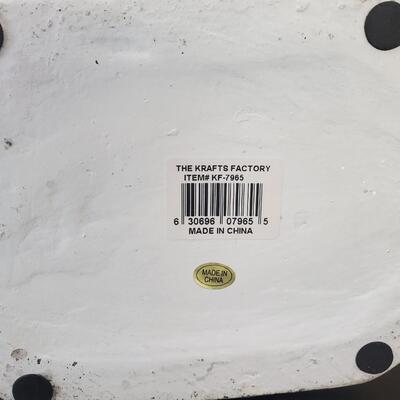 THE KRAFTS FACTORY
ITEM# KF-7965
6 30696 07965 5
MADE IN CHINA
MADE IN
CHINA